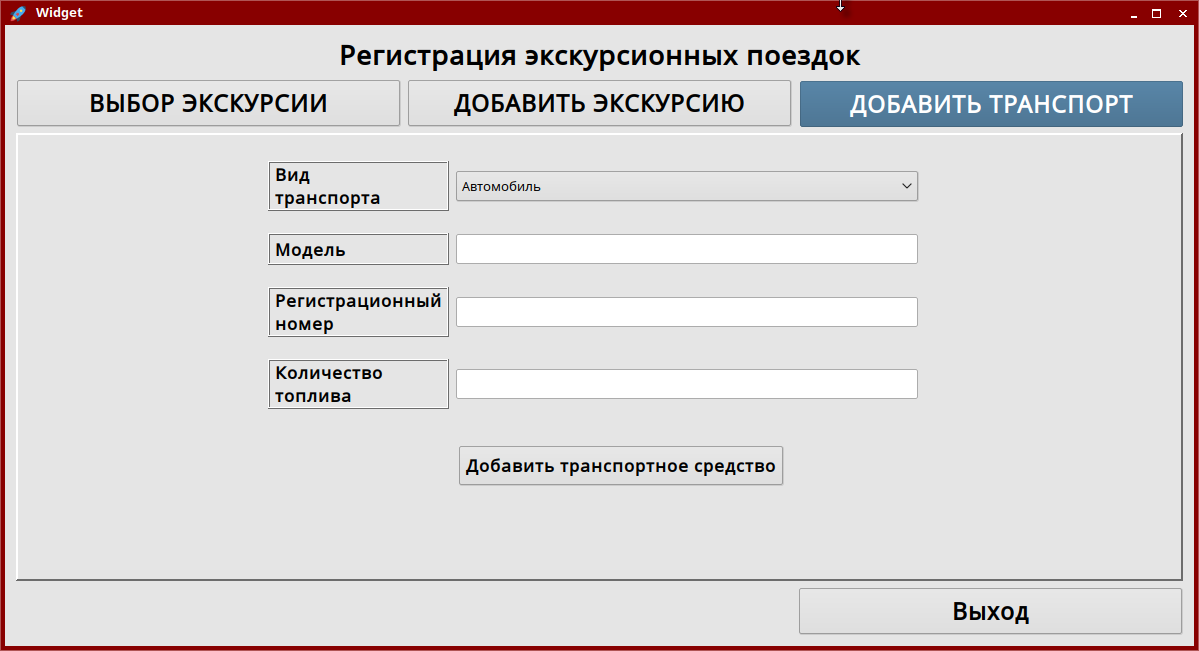 Widget
Регистрация экскурсионных поездок
ВЫБОР ЭКСКУРСИИ
ДОБАВИТЬ ЭКСКУРСИЮ
ДОБАВИТЬ ТРАНСПОРТ
Вид
транспорта
Автомобиль
Модель
Регистрационный
номер
Количество
топлива
Добавить транспортное средство
Выход